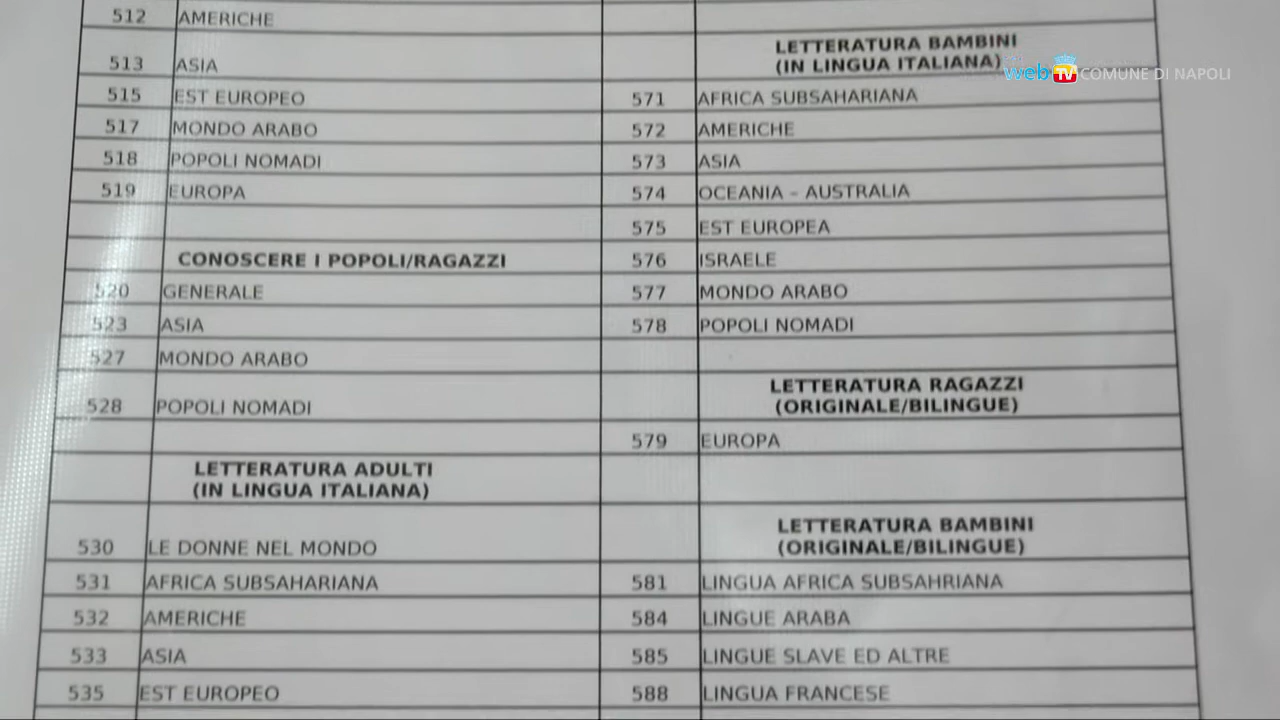 512 AMERICHE
513 ASIA
515 EST EUROPEO
517 MONDO ARABO
518 POPOLI NOMADI
519 EUROPA
CONOSCERE I POPOLI/RAGAZZI
520 GENERALE
523 ASIA
527 MONDO ARABO
528 POPOLI NOMADI
LETTERATURA ADULTI
(IN LINGUA ITALIANA)
530 LE DONNE NEL MONDO
531 AFRICA SUBSAHARIANA
532 AMERICHE
533 ASIA
535 EST EUROPEO
LETTERATURA BAMBINI
(IN LINGUA ITALIANA)
571 AFRICA SUBSAHARIANA
572 AMERICHE
573 ASIA
574 OCEANIA – AUSTRALIA
575 EST EUROPEA
576 ISRAELE
577 MONDO ARABO
578 POPOLI NOMADI
LETTERATURA RAGAZZI
(ORIGINALE/BILINGUE)
579 EUROPA
LETTERATURA BAMBINI
(ORIGINALE/BILINGUE)
581 LINGUA AFRICA SUBSAHRIANA
584 LINGUE ARABA
585 LINGUE SLAVE ED ALTRE
588 LINGUA FRANCESE
web TV COMUNE DI NAPOLI